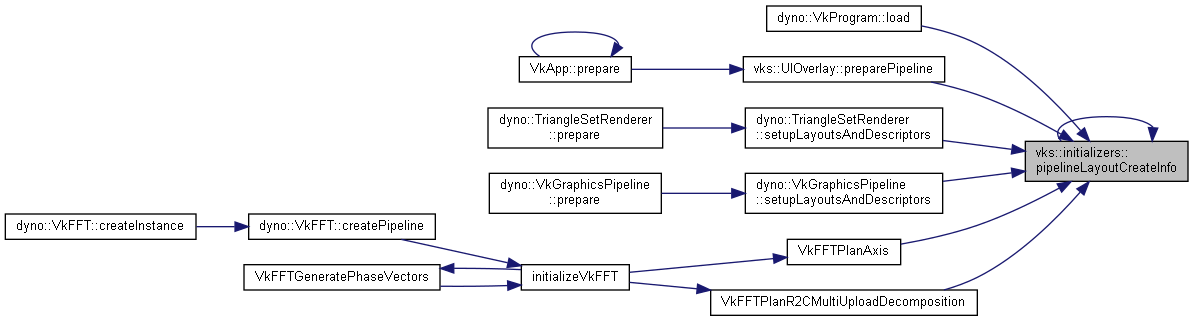 dyno::VkProgram::load
VkApp::prepare
vks::UIOverlay::preparePipeline
dyno::TriangleSetRenderer
::prepare
dyno::TriangleSetRenderer
::setupLayoutsAndDescriptors
vks::initializers::
pipelineLayoutCreateInfo
dyno::VkGraphicsPipeline
::prepare
dyno::VkGraphicsPipeline
::setupLayoutsAndDescriptors
dyno::VkFFT::createInstance
dyno::VkFFT::createPipeline
VkFFTPlanAxis
VkFFTGeneratePhaseVectors
initializeVkFFT
VkFFTPlanR2CMultiUploadDecomposition